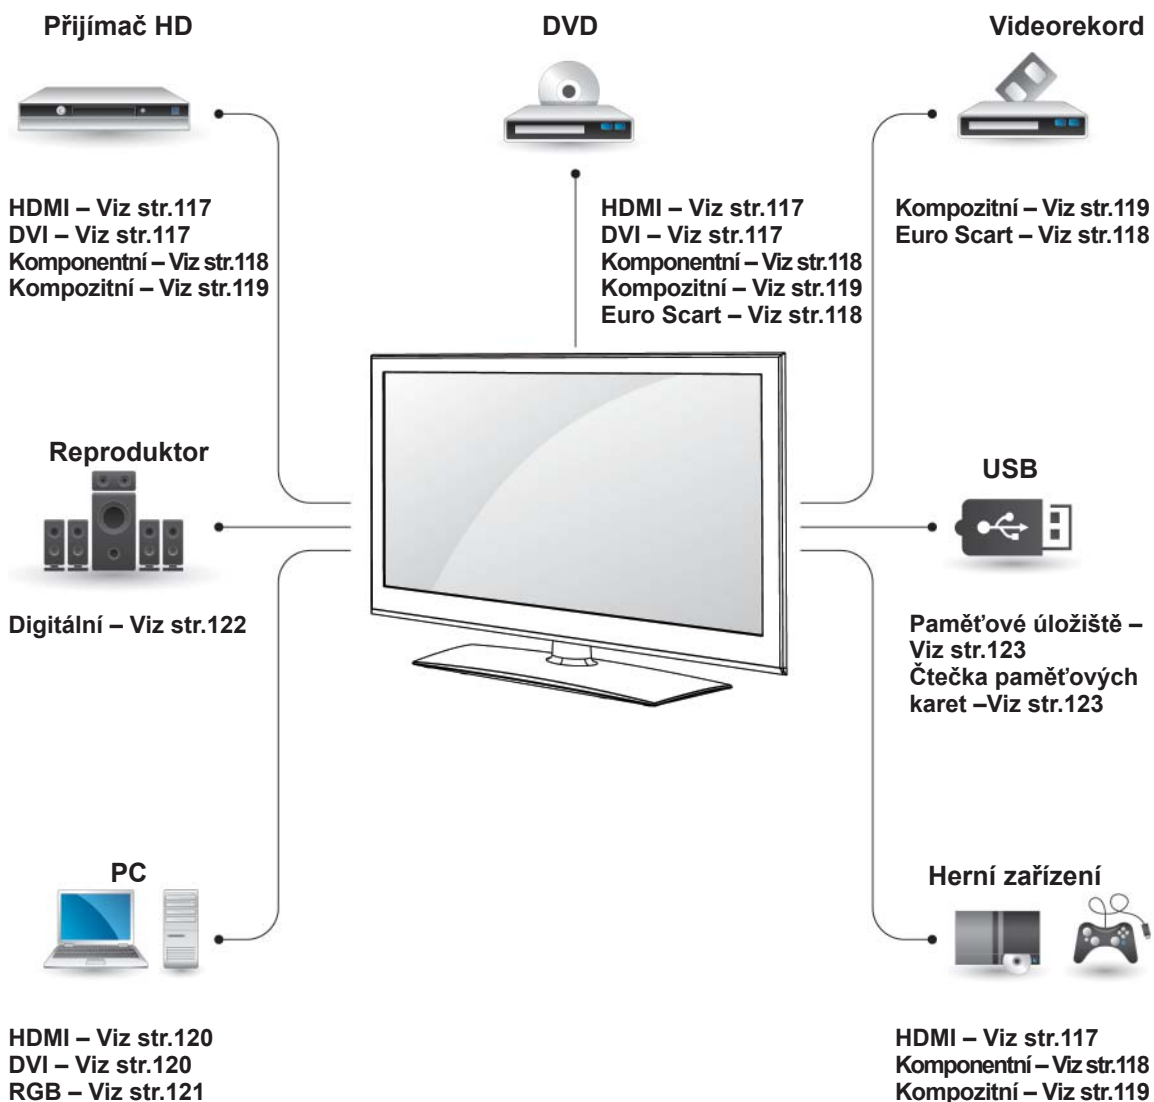 Přijímač HD
DVD
Videorekord
HDMI – Viz str.117
DVI – Viz str.117
Komponentní – Viz str.118
Kompozitní – Viz str.119
HDMI – Viz str.117
DVI – Viz str.117
Komponentní – Viz str.118
Kompozitní – Viz str.119
Euro Scart – Viz str.118
Kompozitní – Viz str.119
Euro Scart – Viz str.118
Reproduktor
USB
Digitální – Viz str.122
Paměťové úložiště –
Viz str.123
Čtečka paměťových
karet –Viz str.123
PC
Herní zařízení
HDMI – Viz str.120
DVI – Viz str.120
RGB – Viz str.121
HDMI – Viz str.117
Komponentní – Viz str.118
Kompozitní – Viz str.119